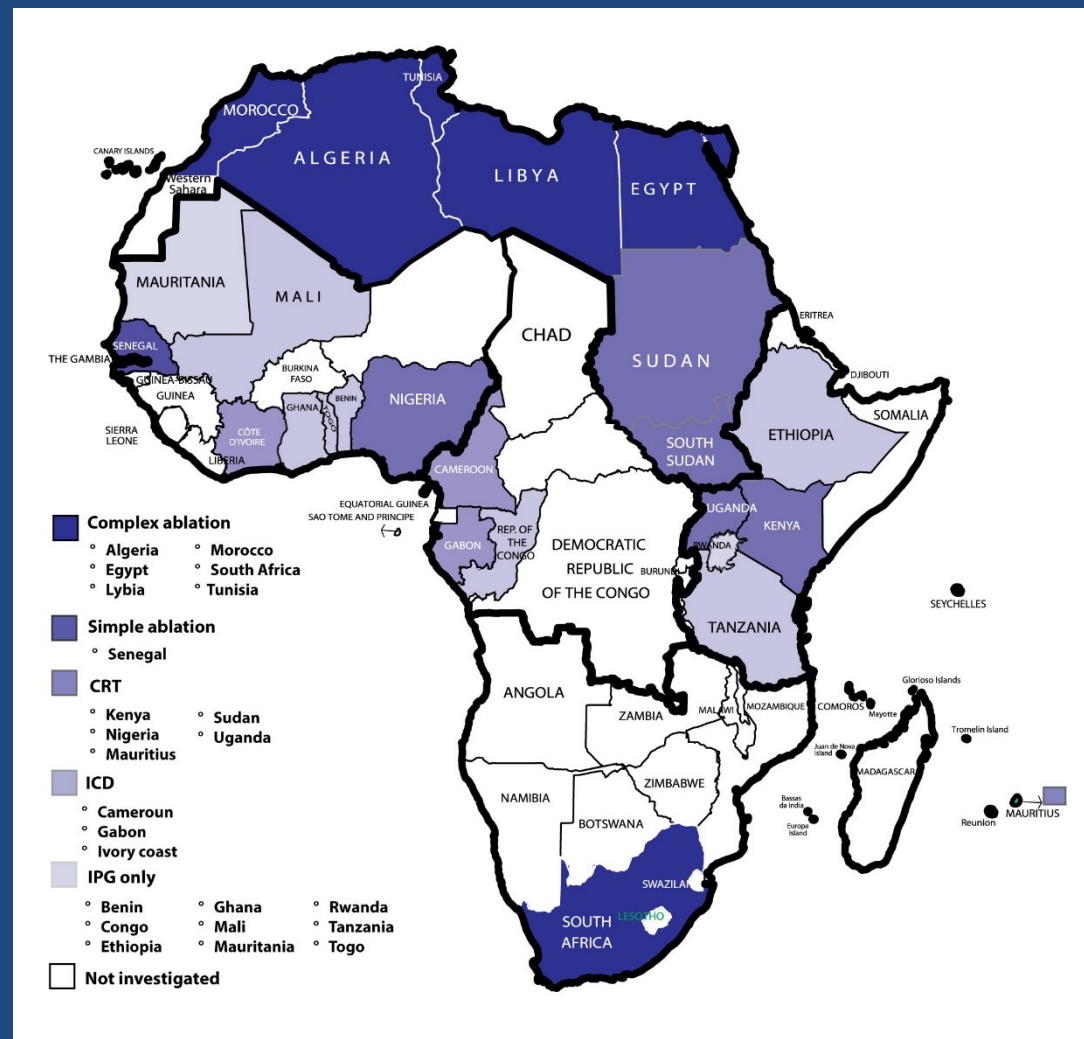 TUNISIA
MOROCCO
ALGERIA
LIBYA
EGYPT
CANARY ISLANDS
Western
Sahara
MAURITANIA
MALI
CHAD
SUDAN
ERITREA
SENEGAL
THE GAMBIA
GUINEA-BISSAU
GUINEA
BURKINA
FASO
BENIN
GHANA
TOGO
NIGERIA
DJIBOUTI
SOMALIA
ETHIOPIA
SIERRA
LEONE
CÔTE
D'IVOIRE
LIBERIA
SOUTH
SUDAN
CAMEROON
EQUATORIAL GUINEA
SAO TOME AND PRINCIPE
GABON
REP. OF
THE
CONGO
UGANDA
KENYA
RWANDA
BURUNDI
DEMOCRATIC
REPUBLIC
OF THE CONGO
TANZANIA
SEYCHELLES
ANGOLA
ZAMBIA
MALAWI
MOZAMBIQUE
COMOROS
Mayotte
Glorioso Islands
Tromelin Island
Juan de Nova
Island
MADAGASCAR
NAMIBIA
ZIMBABWE
BOTSWANA
Bassas
da India
Europa
Island
Reunion
MAURITIUS
SWAZILAN
LESOTHO
SOUTH
AFRICA
Complex ablation
° Algeria ° Morocco
° Egypt ° South Africa
° Lybia ° Tunisia
Simple ablation
° Senegal
CRT
° Kenya ° Sudan
° Nigeria ° Uganda
° Mauritius
ICD
° Cameroun
° Gabon
° Ivory coast
IPG only
° Benin ° Ghana ° Rwanda
° Congo ° Mali ° Tanzania
° Ethiopia ° Mauritania ° Togo
Not investigated